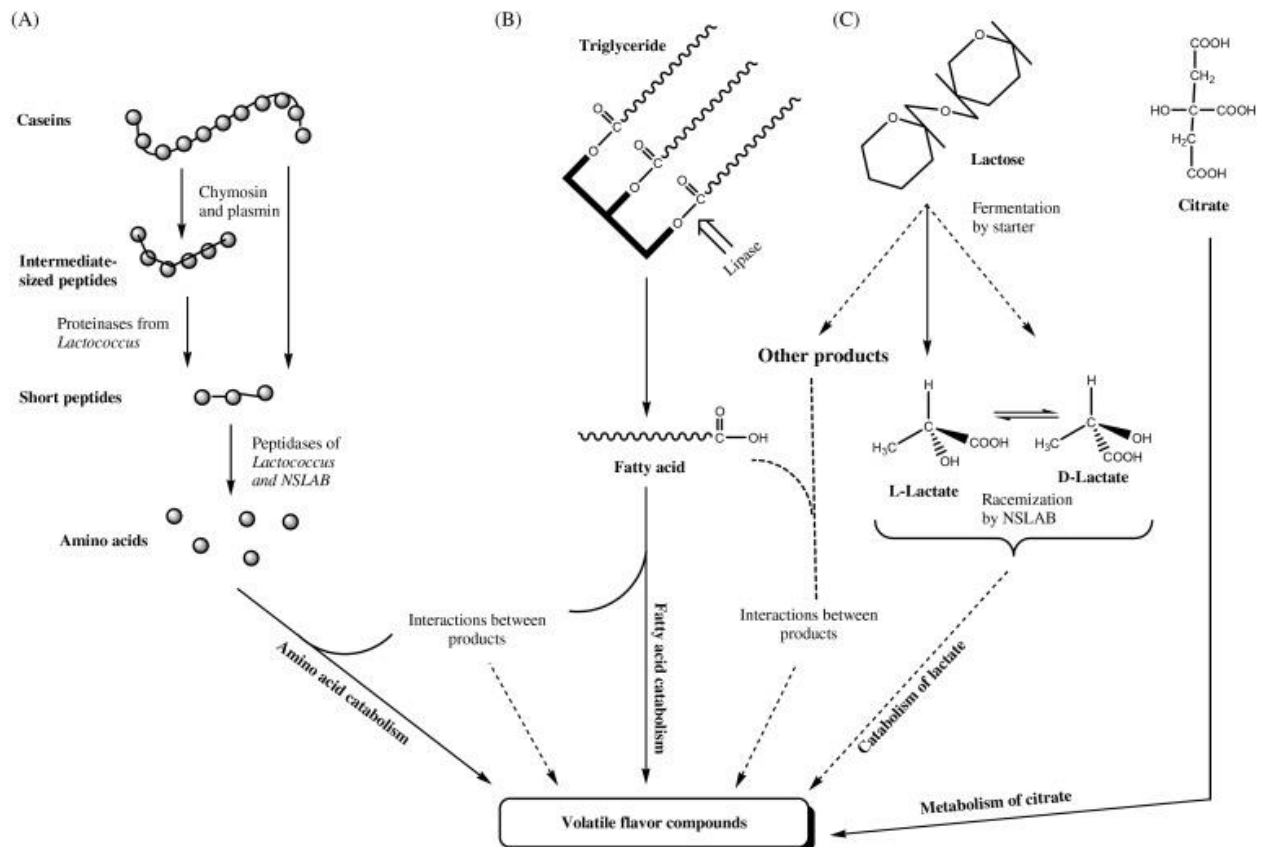 (A)
Caseins
Chymosin
and plasmin
Intermediate-
sized peptides
Proteinases from
Lactococcus
Short peptides
Peptidases of
Lactococcus
and NSLAB
Amino acids
Amino acid catabolism
(B)
Triglyceride
O
C
O
O
C
O
O
C
O
Lipase
O
C
OH
Fatty acid
Fatty acid catabolism
Interactions between
products
(C)
O
O
O
Lactose
Fermentation
by starter
Other products
H
C
H3C
COOH
OH
L-Lactate
H
C
H3C
OH
COOH
D-Lactate
Racemization
by NSLAB
Interactions between
products
Catabolism of lactate
COOH
CH2
HO
C
COOH
H2C
COOH
Citrate
Metabolism of citrate
Volatile flavor compounds